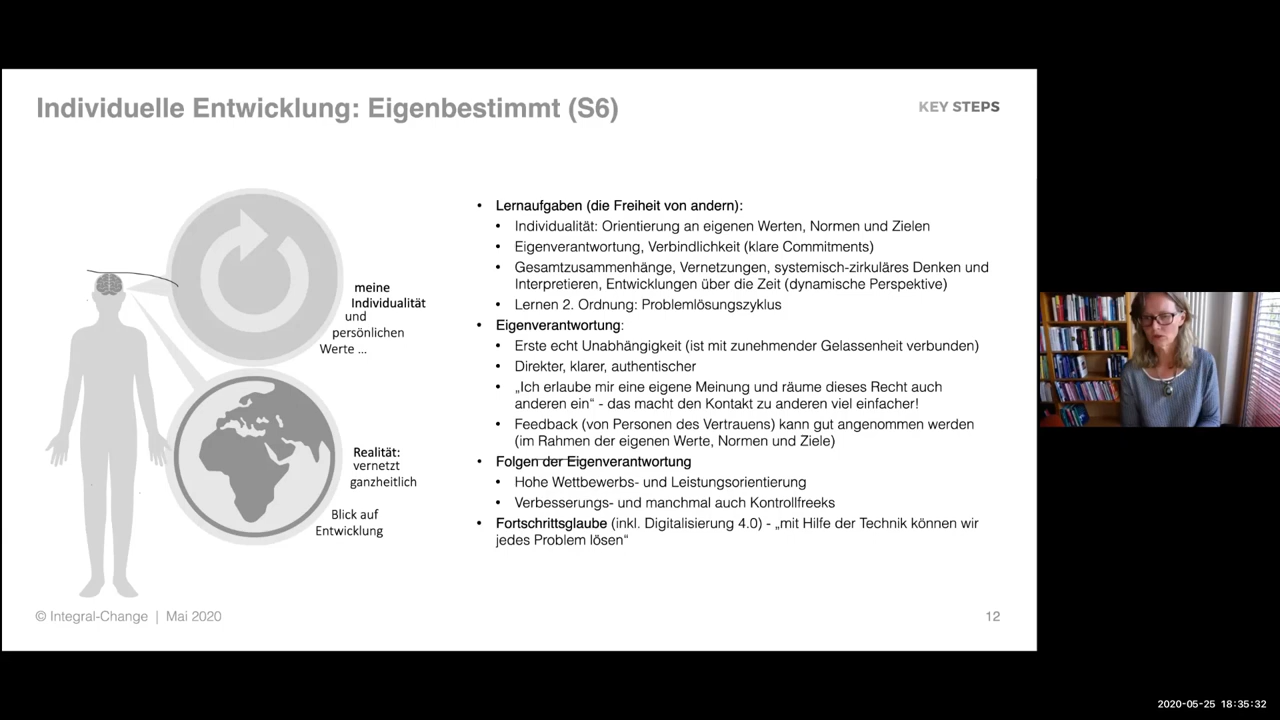 Individuelle Entwicklung: Eigenbestimmt (S6)
KEY STEPS
meine
Individualität
und
persönlichen
Werte ...
Realität:
vernetzt
ganzheitlich
Blick auf
Entwicklung
• Lernaufgaben (die Freiheit von andern):
• Individualität: Orientierung an eigenen Werten, Normen und Zielen
• Eigenverantwortung, Verbindlichkeit (klare Commitments)
• Gesamtzusammenhänge, Vernetzungen, systemisch-zirkuläres Denken und
Interpretieren, Entwicklungen über die Zeit (dynamische Perspektive)
• Lernen 2. Ordnung: Problemlösungszyklus
• Eigenverantwortung:
• Erste echt Unabhängigkeit (ist mit zunehmender Gelassenheit verbunden)
• Direkter, klarer, authentischer
• „Ich erlaube mir eine eigene Meinung und räume dieses Recht auch
anderen ein“ - das macht den Kontakt zu anderen viel einfacher!
• Feedback (von Personen des Vertrauens) kann gut angenommen werden
(im Rahmen der eigenen Werte, Normen und Ziele)
• Folgen der Eigenverantwortung
• Hohe Wettbewerbs- und Leistungsorientierung
• Verbesserungs- und manchmal auch Kontrollfreeks
• Fortschrittsglaube (inkl. Digitalisierung 4.0) - „mit Hilfe der Technik können wir
jedes Problem lösen“
© Integral-Change | Mai 2020
12
2020-05-25 18:35:32